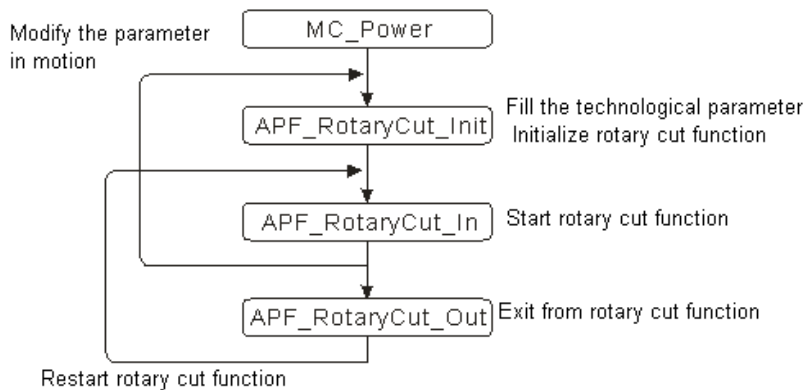 Modify the parameter
in motion
MC_Power
APF_RotaryCut_Init
Fill the technological parameter
Initialize rotary cut function
APF_RotaryCut_In
Start rotary cut function
APF_RotaryCut_Out
Exit from rotary cut function
Restart rotary cut function